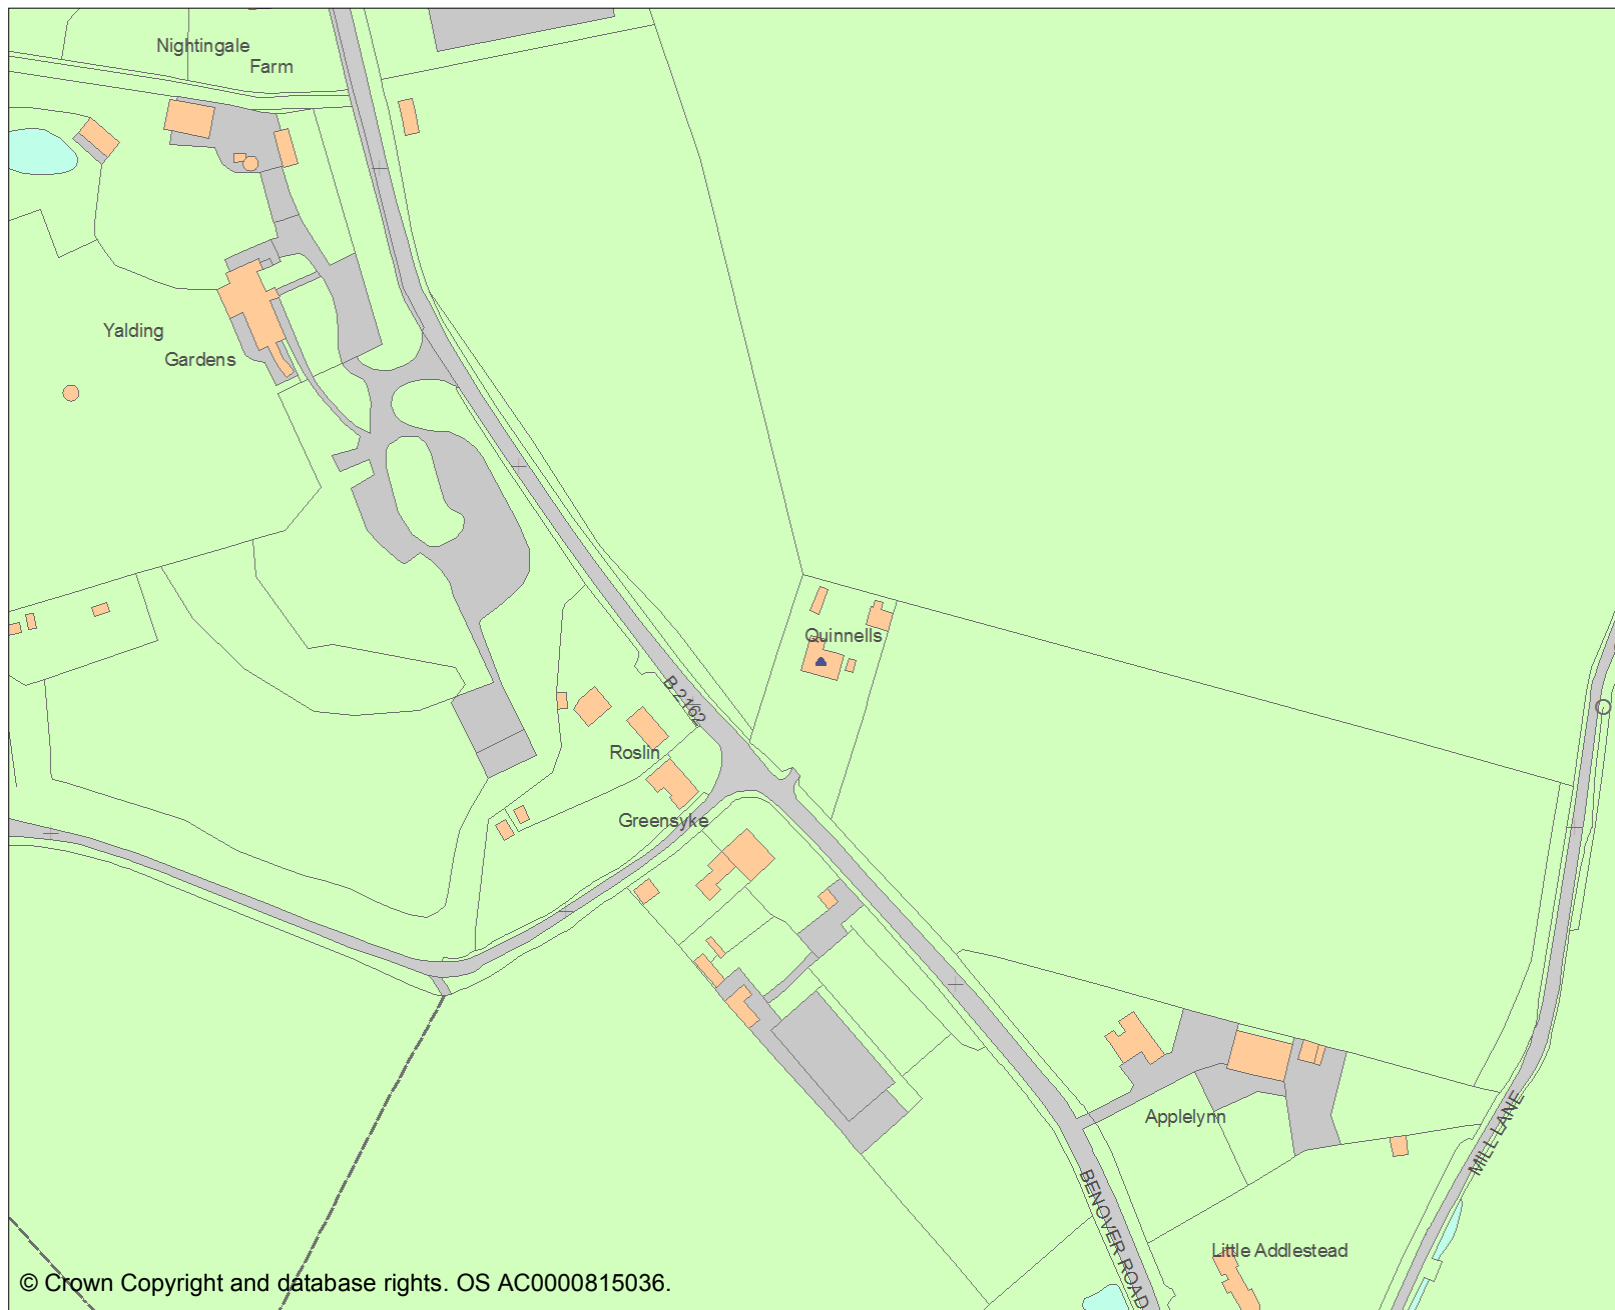 Nightingale
Farm
Yalding
Gardens
Quinnells
B 2162
Roslin
Greensyke
Applelynn
MILL LANE
BENOVER ROAD
Little Addlestead
© Crown Copyright and database rights. OS AC0000815036.